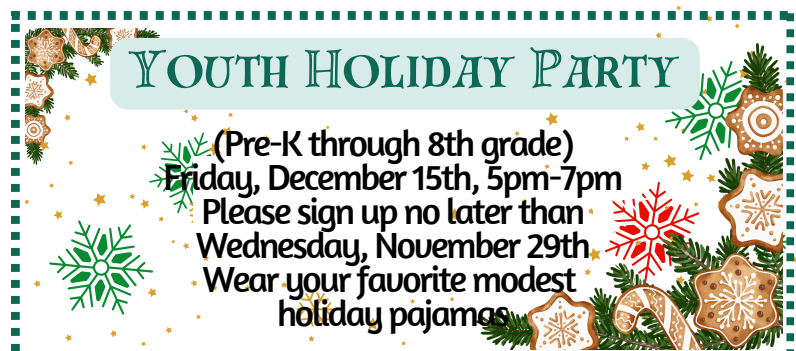 Youth Holiday Party
(Pre-K through 8th grade)
Friday, December 15th, 5pm-7pm
Please sign up no later than
Wednesday, November 29th
Wear your favorite modest
holiday pajamas